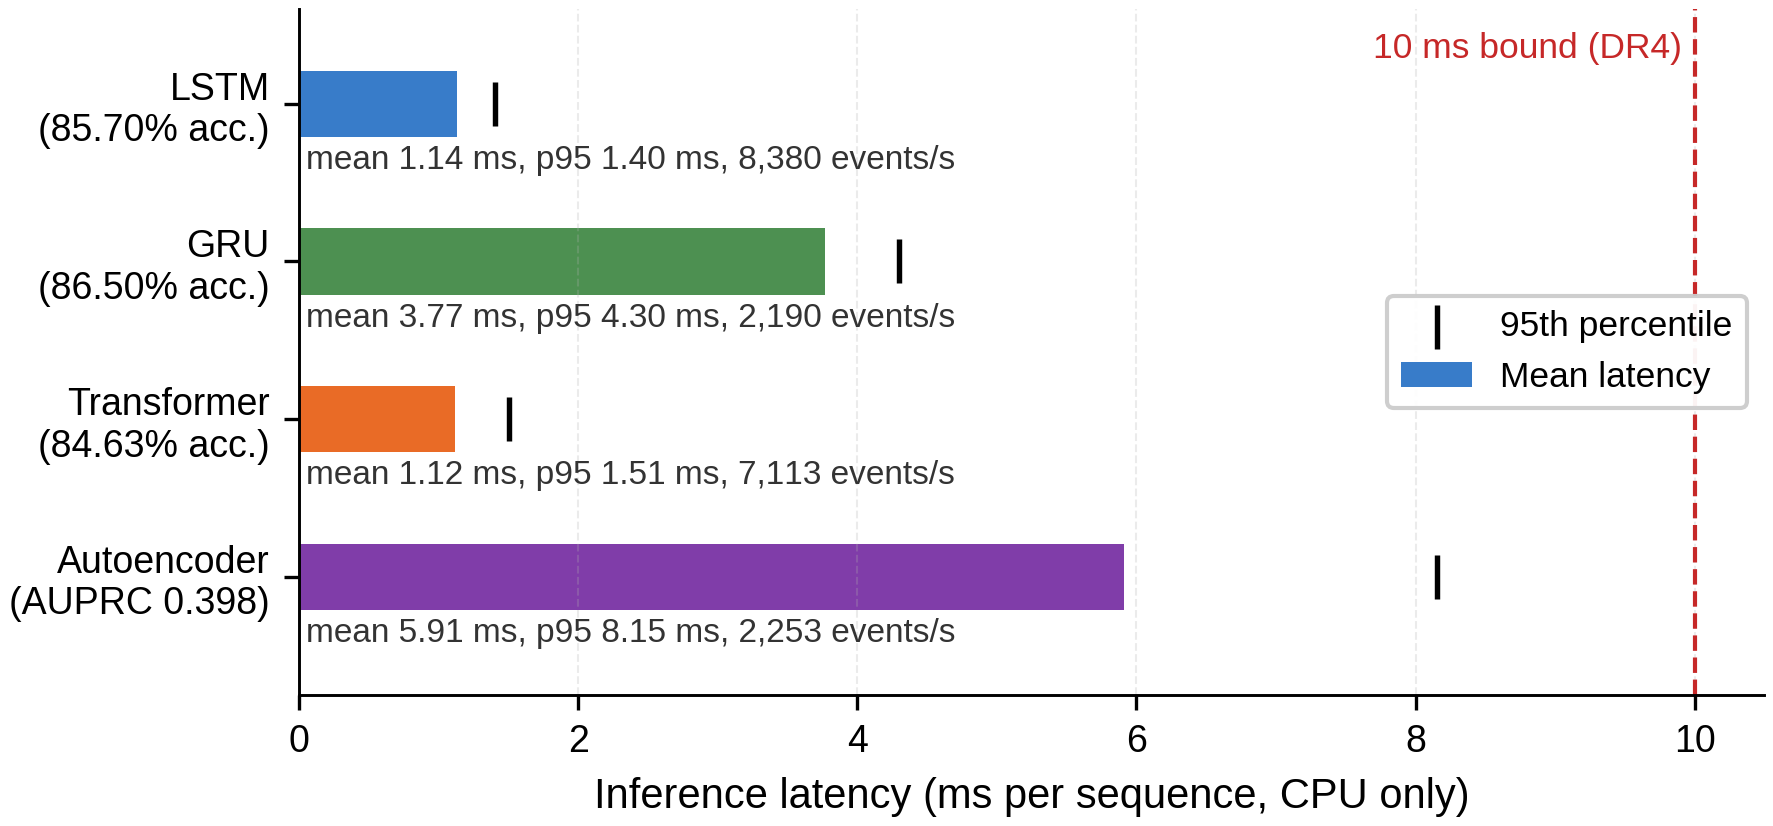 10 ms bound (DR4)
LSTM
(85.70% acc.)
mean 1.14 ms, p95 1.40 ms, 8,380 events/s
GRU
(86.50% acc.)
mean 3.77 ms, p95 4.30 ms, 2,190 events/s
95th percentile
Mean latency
Transformer
(84.63% acc.)
mean 1.12 ms, p95 1.51 ms, 7,113 events/s
Autoencoder
(AUPRC 0.398)
mean 5.91 ms, p95 8.15 ms, 2,253 events/s
0 2 4 6 8 10
Inference latency (ms per sequence, CPU only)